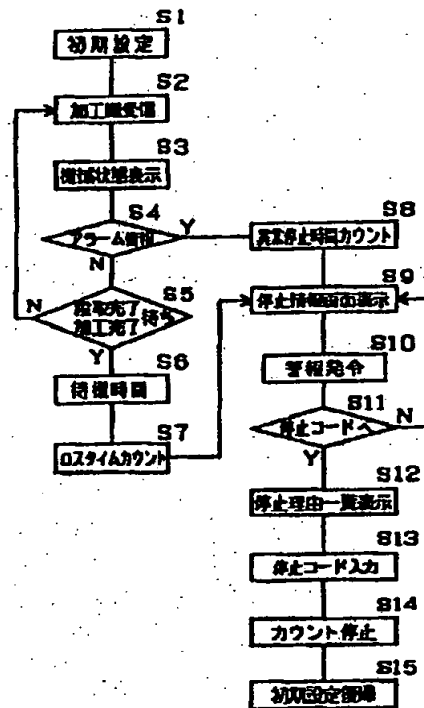 S1
初期設定
S2
加工機受信
S3
機械状態表示
S4
アラーム情報
Y
N
S5
段取完了
加工完了
待ち
N
Y
S6
待機時間
S7
ロスタイムカウント
S8
異常停止時間カウント
S9
停止情報画面表示
S10
警報発令
S11
停止コードへ
N
Y
S12
停止理由一覧表示
S13
停止コード入力
S14
カウント停止
S15
初期設定復帰